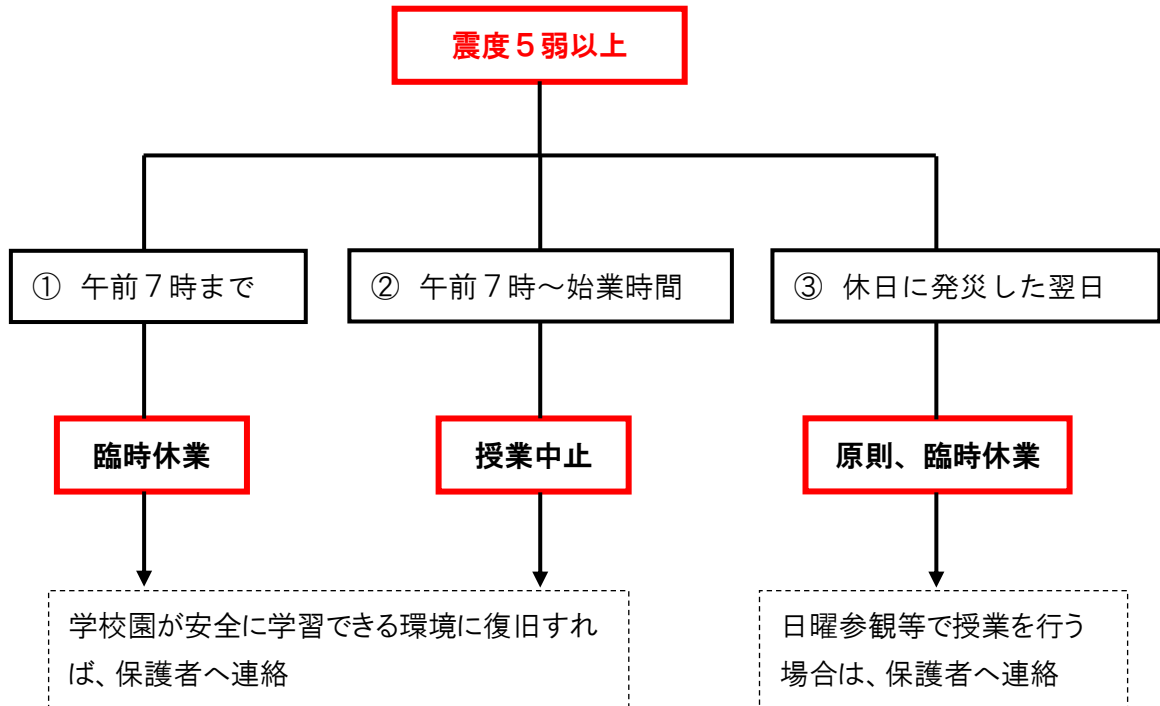 震度５弱以上
① 午前７時まで
② 午前７時～始業時間
③ 休日に発災した翌日
臨時休業
授業中止
原則、臨時休業
学校園が安全に学習できる環境に復旧すれ
ば、保護者へ連絡
日曜参観等で授業を行う
場合は、保護者へ連絡